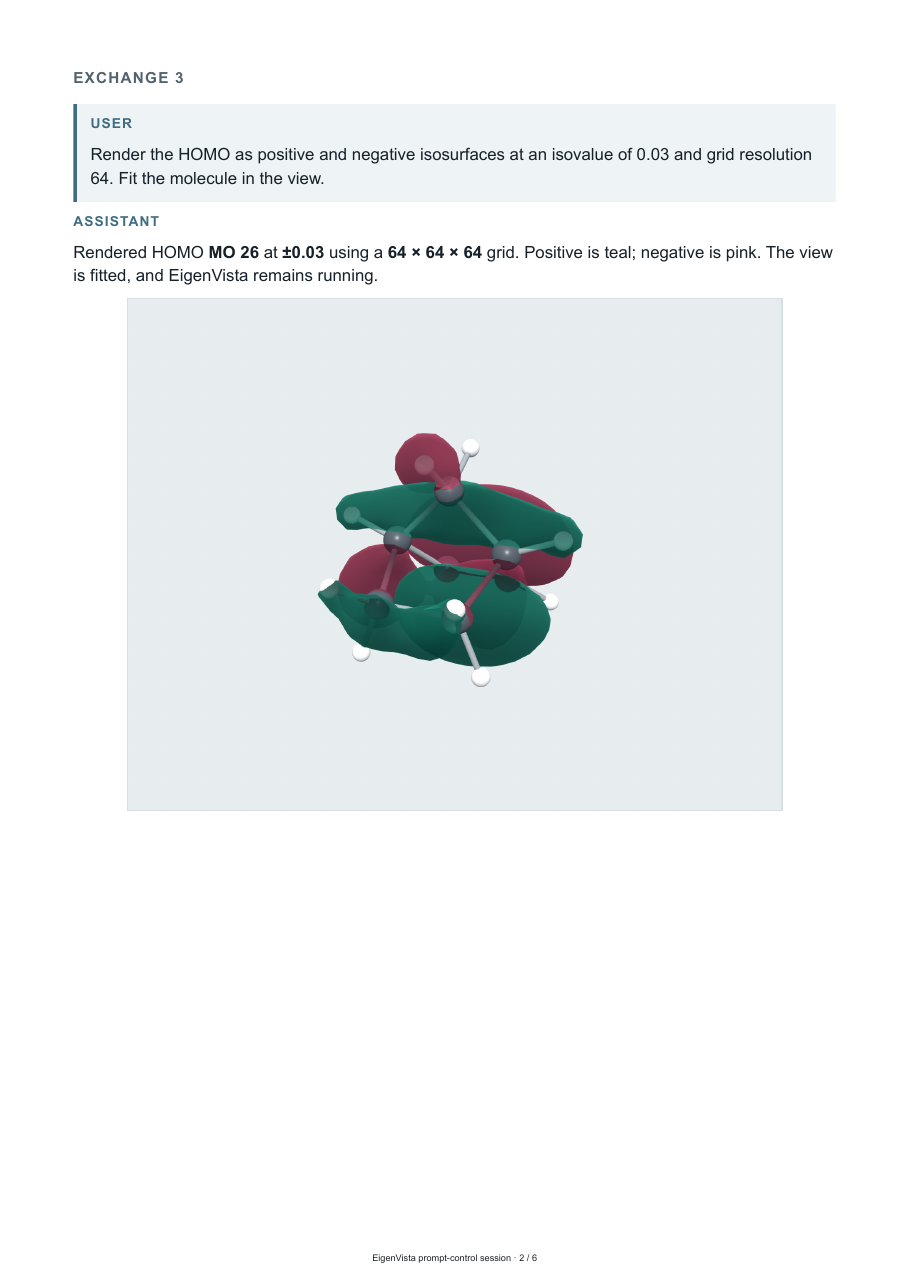 EXCHANGE 3
USER
Render the HOMO as positive and negative isosurfaces at an isovalue of 0.03 and grid resolution
64. Fit the molecule in the view.
ASSISTANT
Rendered HOMO MO 26 at ±0.03 using a 64 × 64 × 64 grid. Positive is teal; negative is pink. The view
is fitted, and EigenVista remains running.
EigenVista prompt-control session · 2 / 6